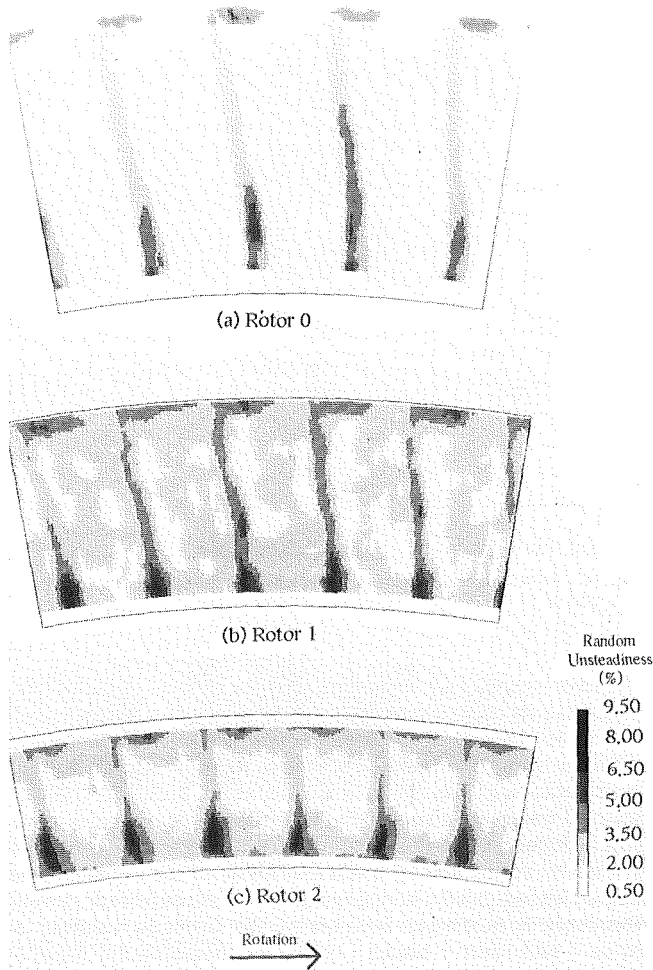 (a) Rotor 0
(b) Rotor 1
Random
Unsteadiness
(%)
9.50
8.00
6.50
5.00
3.50
2.00
0.50
(c) Rotor 2
Rotation